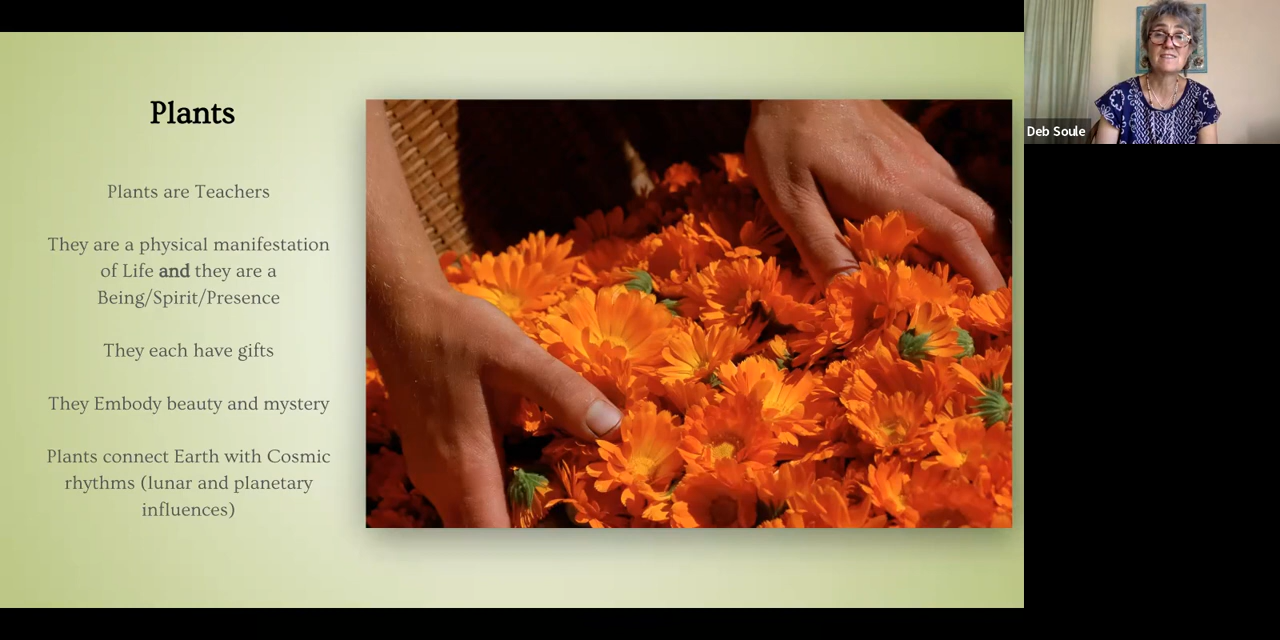 Plants
Plants are Teachers
They are a physical manifestation
of Life and they are a
Being/Spirit/Presence
They each have gifts
They Embody beauty and mystery
Plants connect Earth with Cosmic
rhythms (lunar and planetary
influences)
Deb Soule